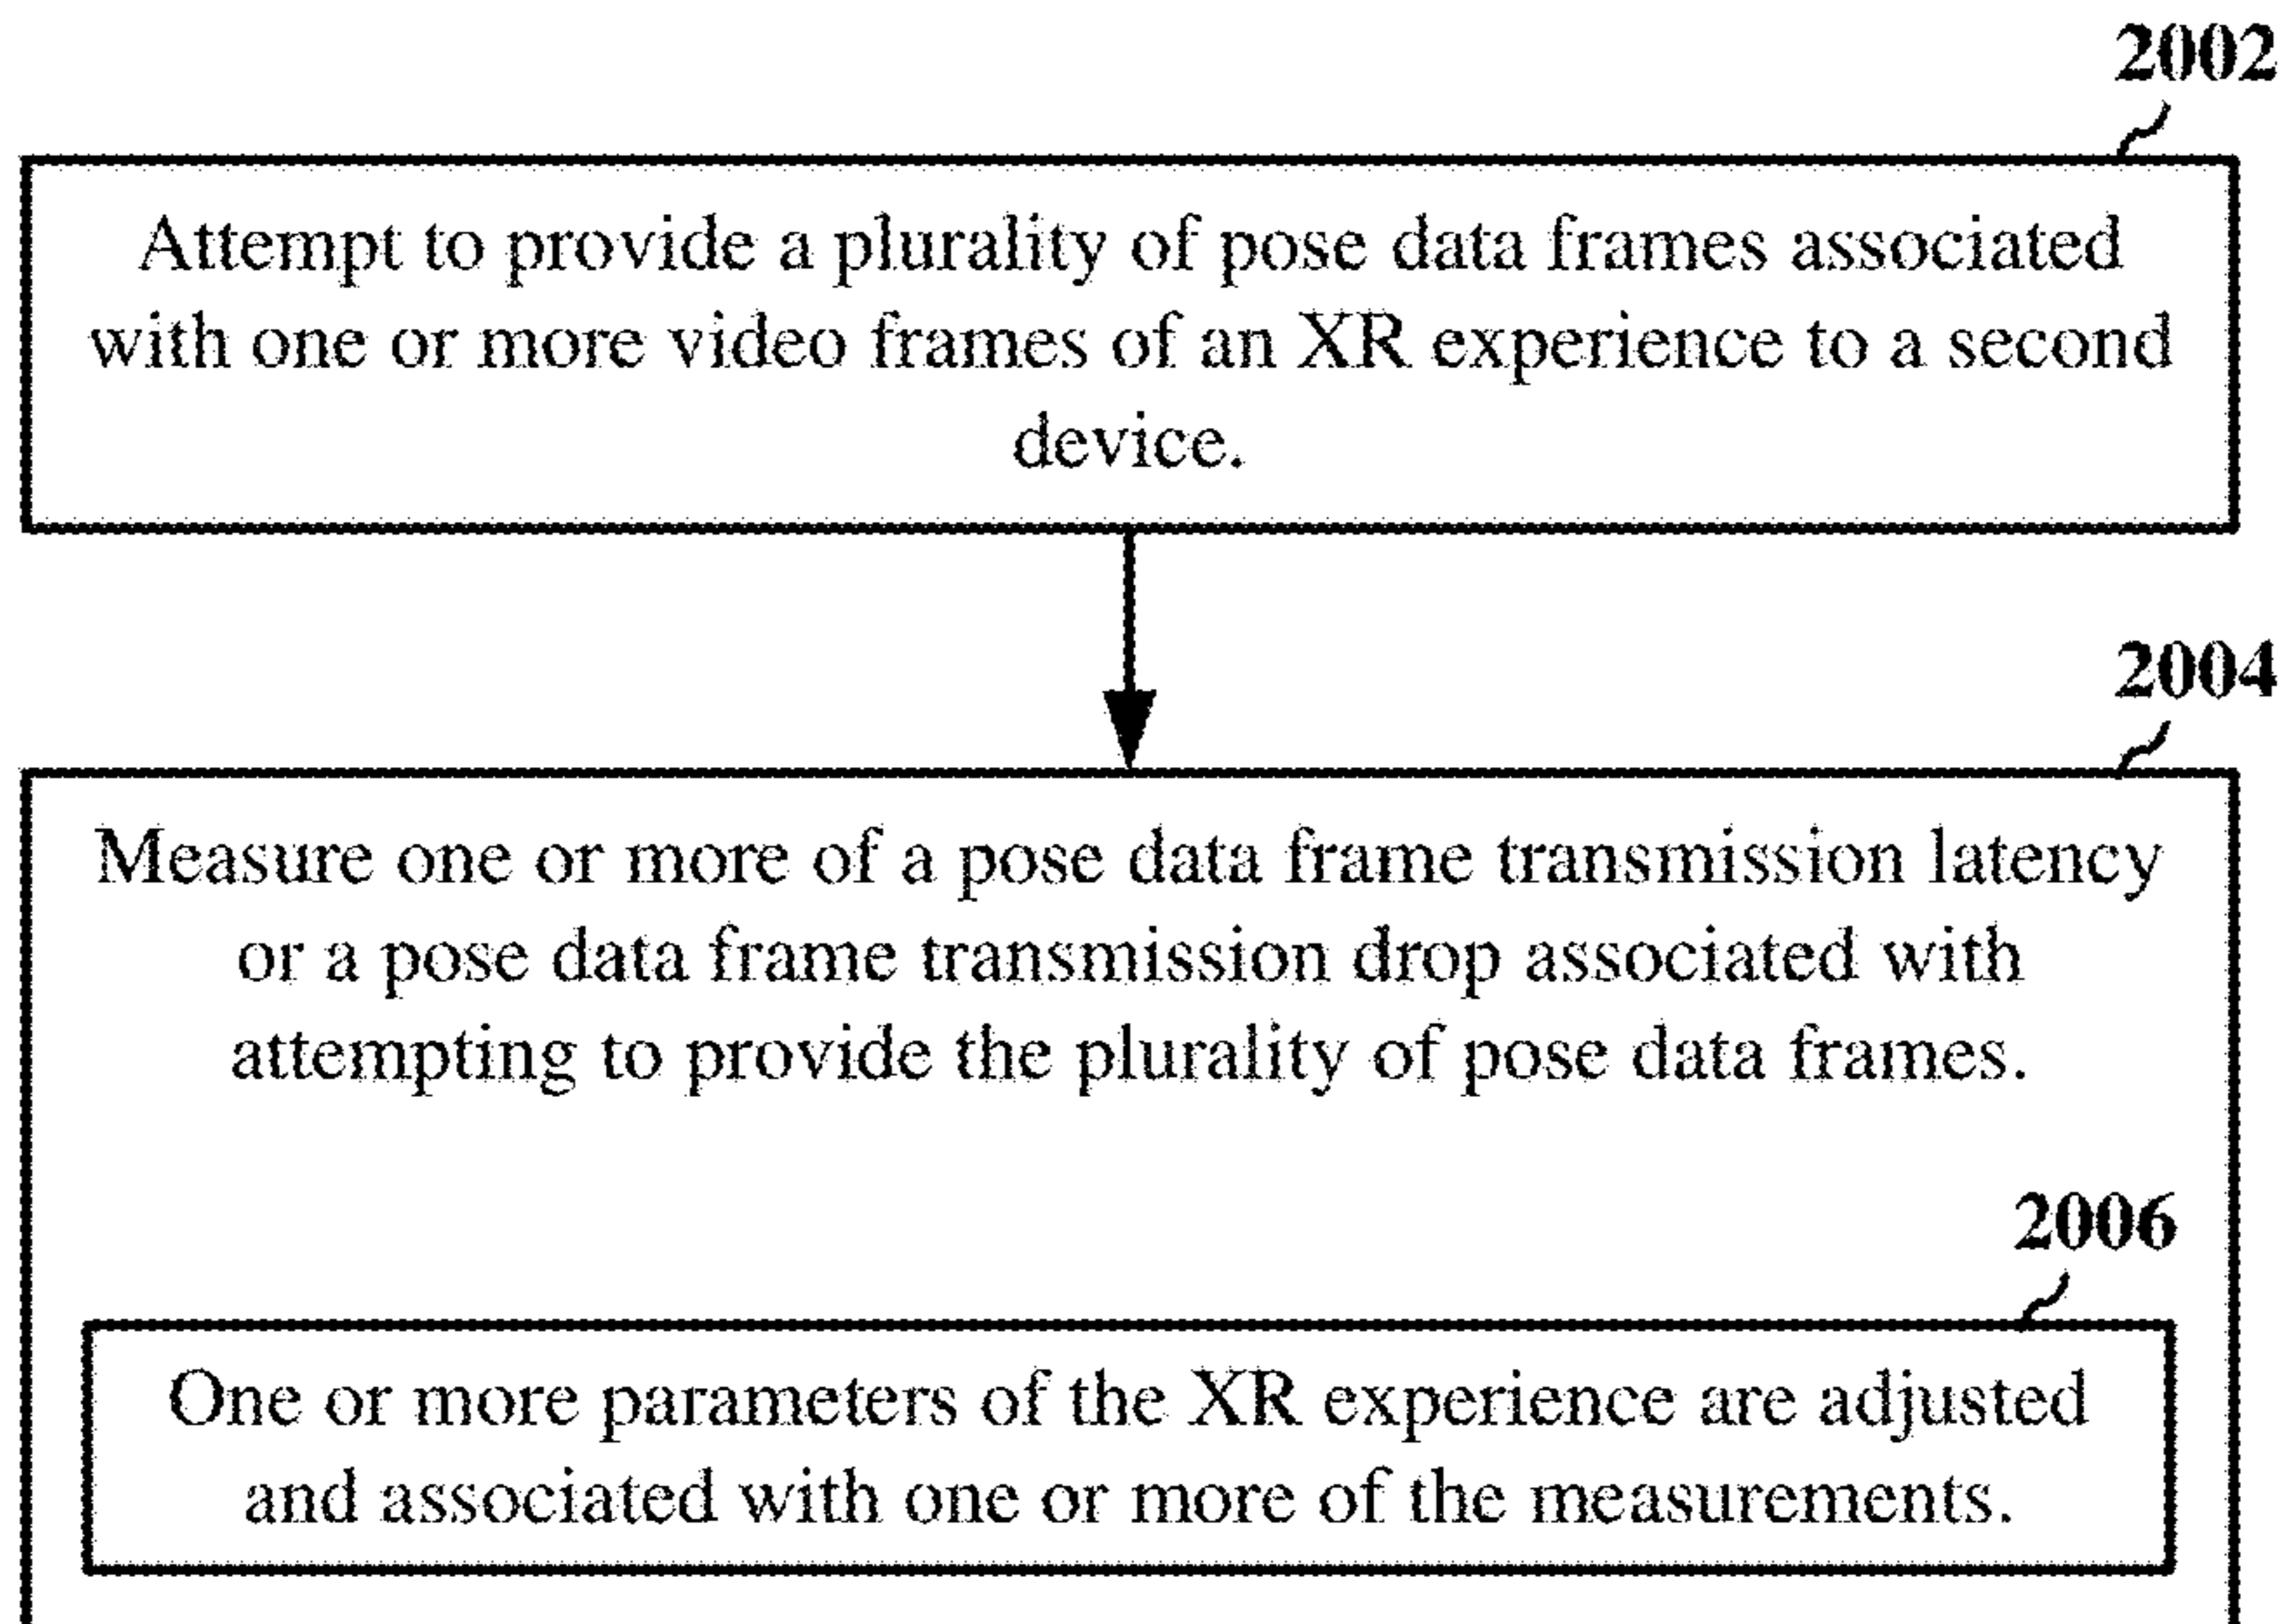 2002
Attempt to provide a plurality of pose data frames associated
with one or more video frames of an XR experience to a second
device.
2004
Measure one or more of a pose data frame transmission latency
or a pose data frame transmission drop associated with
attempting to provide the plurality of pose data frames.
2006
One or more parameters of the XR experience are adjusted
and associated with one or more of the measurements.